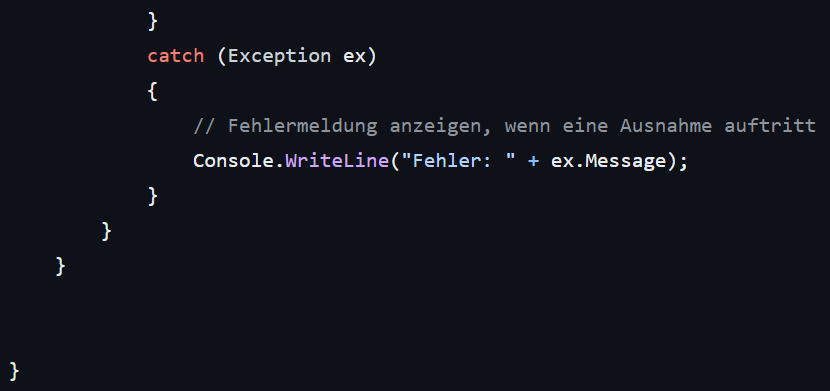 }
catch (Exception ex)
{
// Fehlermeldung anzeigen, wenn eine Ausnahme auftritt
Console.WriteLine("Fehler: " + ex.Message);
}
}
}
}